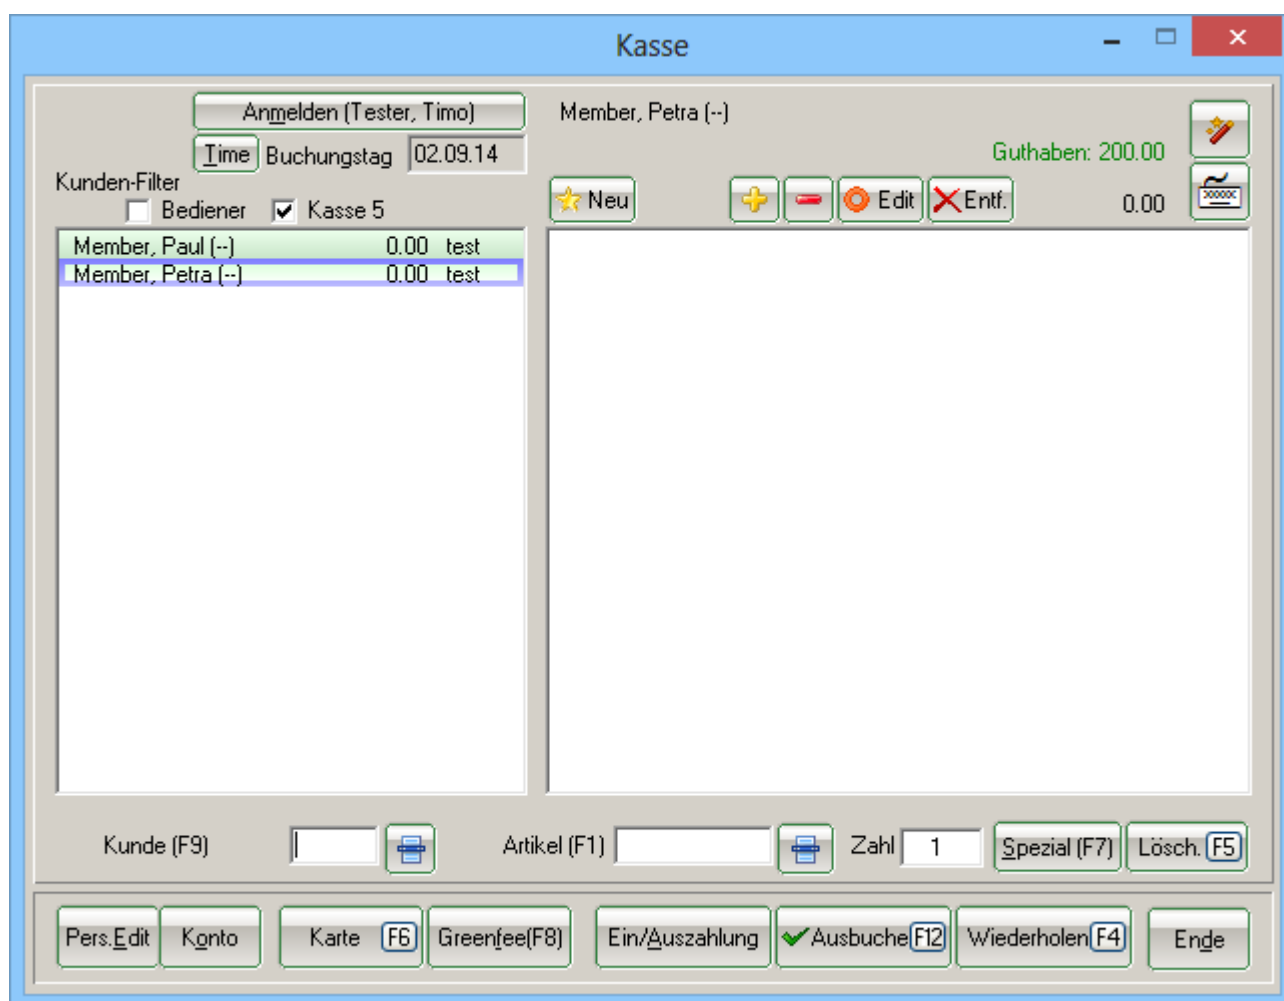 Kasse
Anmelden (Tester, Timo)
Member, Petra (--)
Time Buchungstag 02.09.14
Guthaben: 200.00
Kunden-Filter
Bediener Kasse 5
Neu Edit Entf. 0.00
Member, Paul (--) 0.00 test
Member, Petra (--) 0.00 test
Kunde (F9) Artikel (F1) Zahl 1 Spezial (F7) Lösch. F5
Pers.Edit Konto Karte F6 Greenfee(F8) Ein/Auszahlung Ausbuche F12 Wiederholen F4 Ende